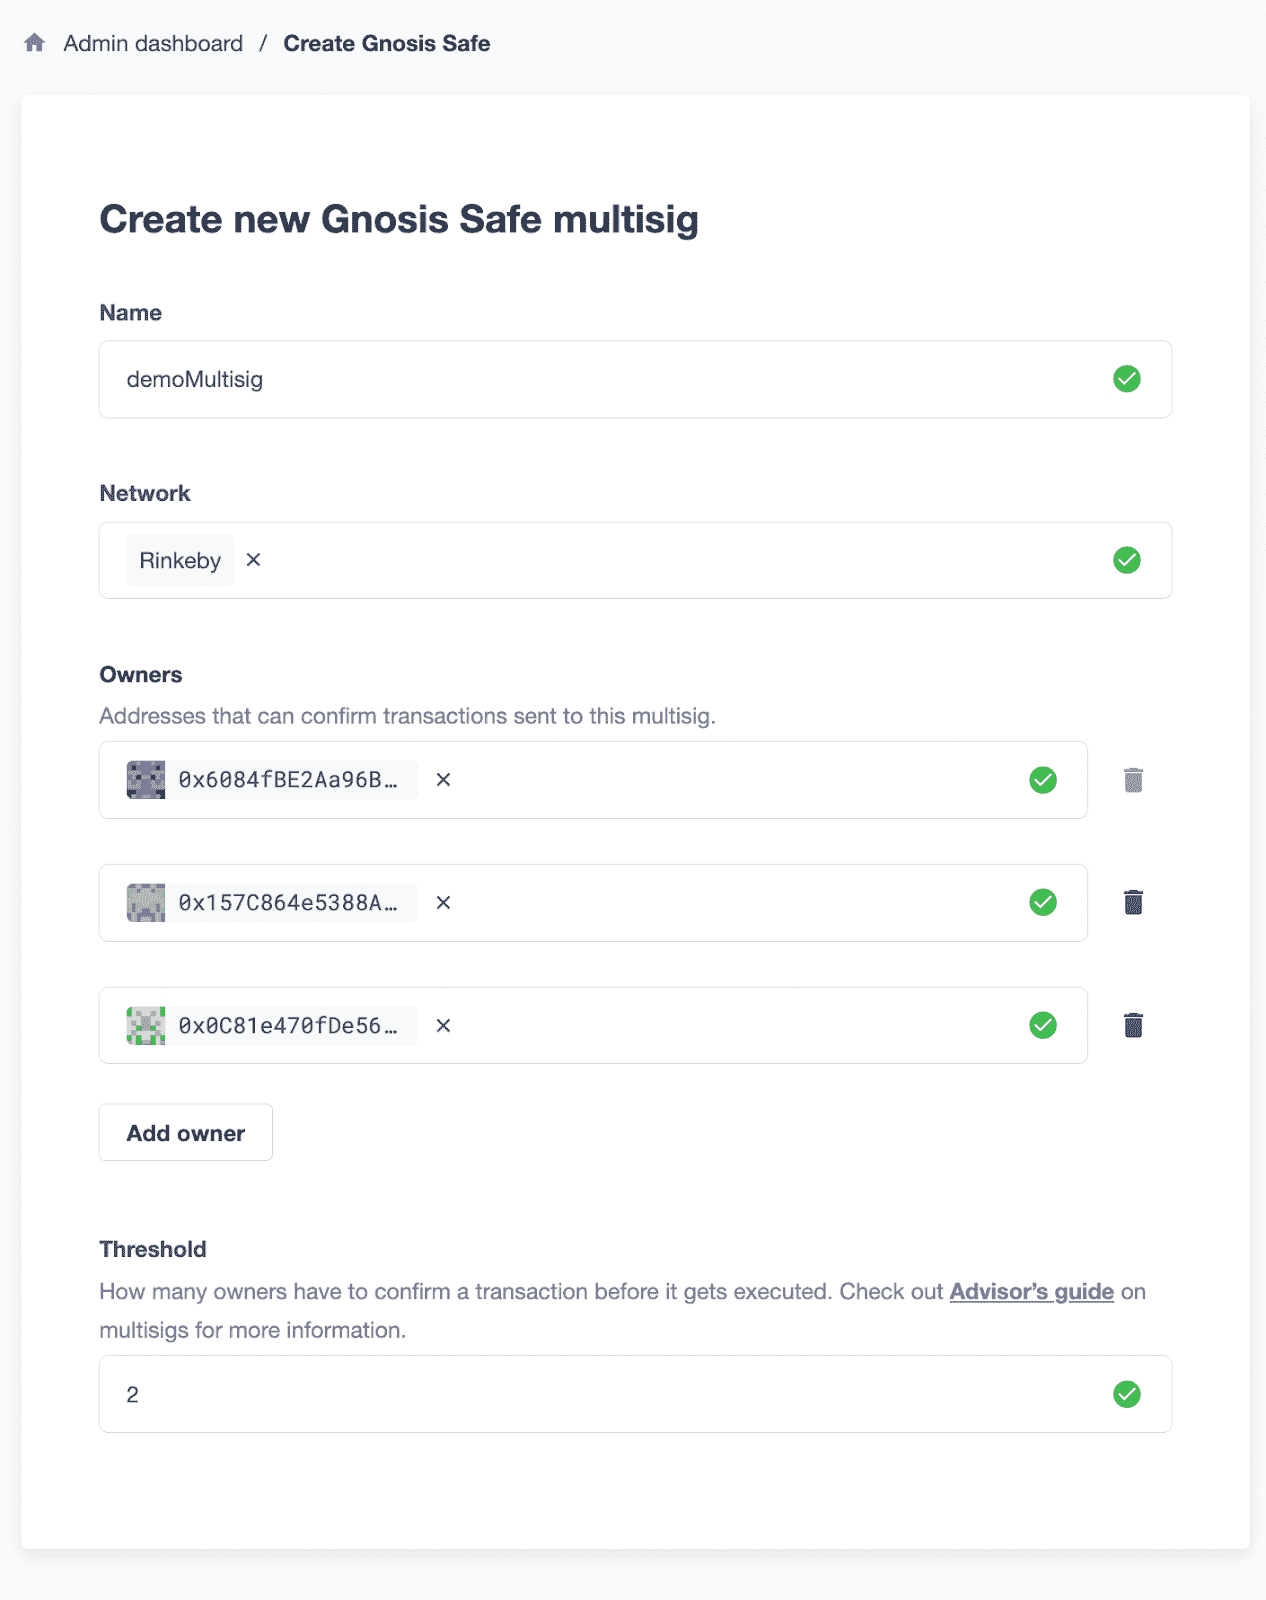 Admin dashboard / Create Gnosis Safe
Create new Gnosis Safe multisig
Name
demoMultisig
Network
Rinkeby ×
Owners
Addresses that can confirm transactions sent to this multisig.
0x6084fBE2Aa96B... ×
0x157C864e5388A... ×
0x0C81e470fDe56... ×
Add owner
Threshold
How many owners have to confirm a transaction before it gets executed. Check out Advisor’s guide on
multisigs for more information.
2